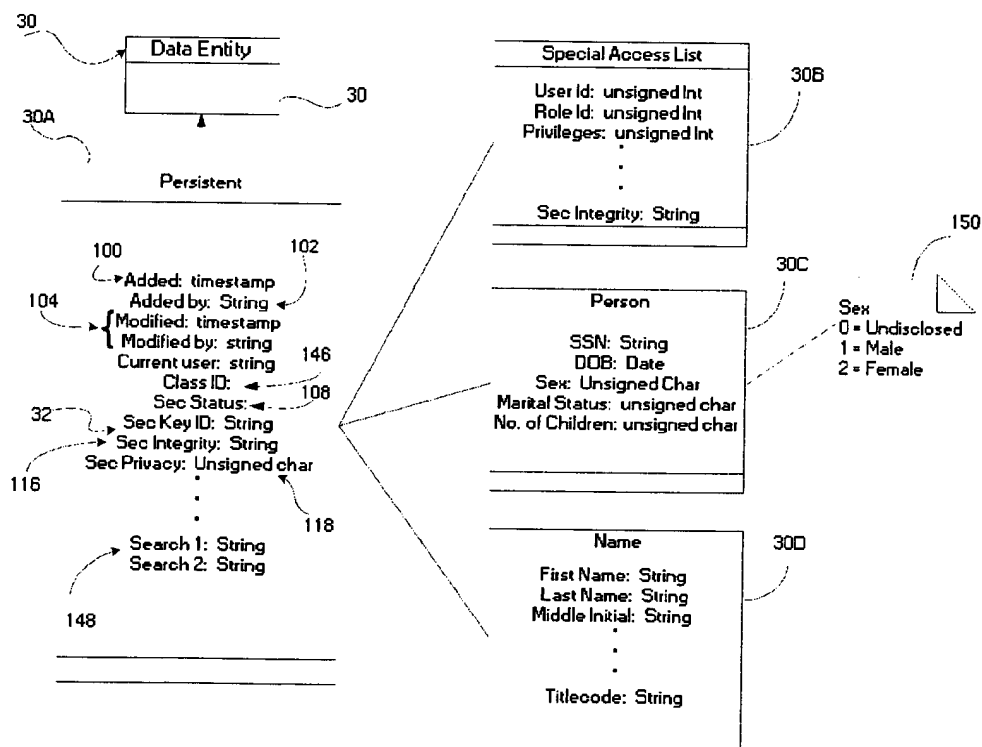 30
Data Entity
30
30A
Persistent
100
102
Added: timestamp
Added by: String
104
Modified: timestamp
Modified by: string
Current user: string
146
Class ID:
108
Sec Status:
32
Sec Key ID: String
Sec Integrity: String
116
Sec Privacy: Unsigned char
118
Search 1: String
Search 2: String
148
Special Access List
30B
User Id: unsigned Int
Role Id: unsigned Int
Privileges: unsigned Int
Sec Integrity: String
30C
Person
SSN: String
DOB: Date
Sex: Unsigned Char
Marital Status: unsigned char
No. of Children: unsigned char
150
Sex
0 = Undisclosed
1 = Male
2 = Female
Name
30D
First Name: String
Last Name: String
Middle Initial: String
Titlecode: String